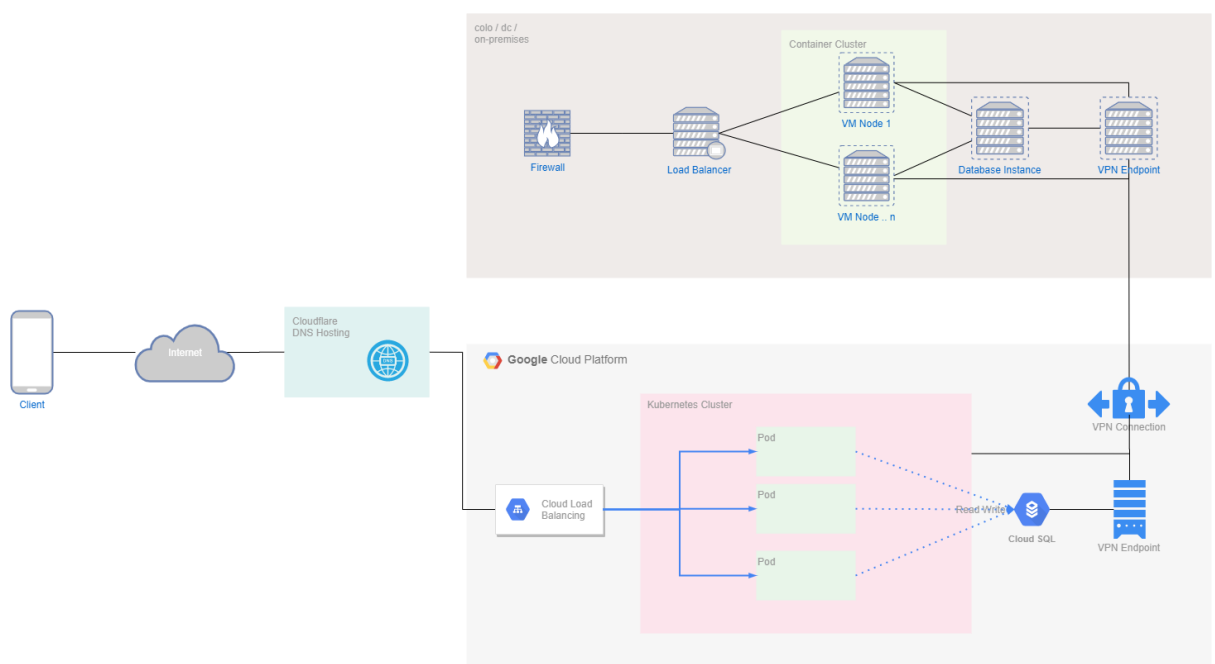 colo / dc /
on-premises
Container Cluster
VM Node 1
Firewall
Load Balancer
Database Instance
VPN Endpoint
VM Node .. n
Cloudflare
DNS Hosting
DNS
Internet
Client
Google Cloud Platform
Kubernetes Cluster
VPN Connection
Pod
Pod
Cloud Load
Balancing
Read Write
Cloud SQL
VPN Endpoint
Pod